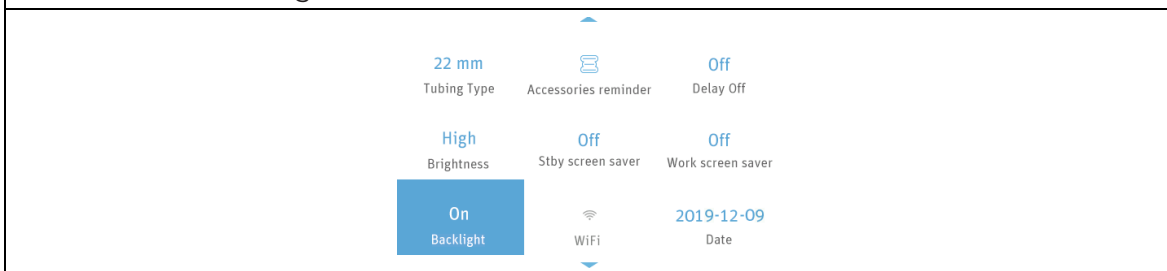 22 mm
Off
Tubing Type
Accessories reminder
Delay Off
High
Off
Off
Brightness
Stby screen saver
Work screen saver
On
2019-12-09
Backlight
WiFi
Date